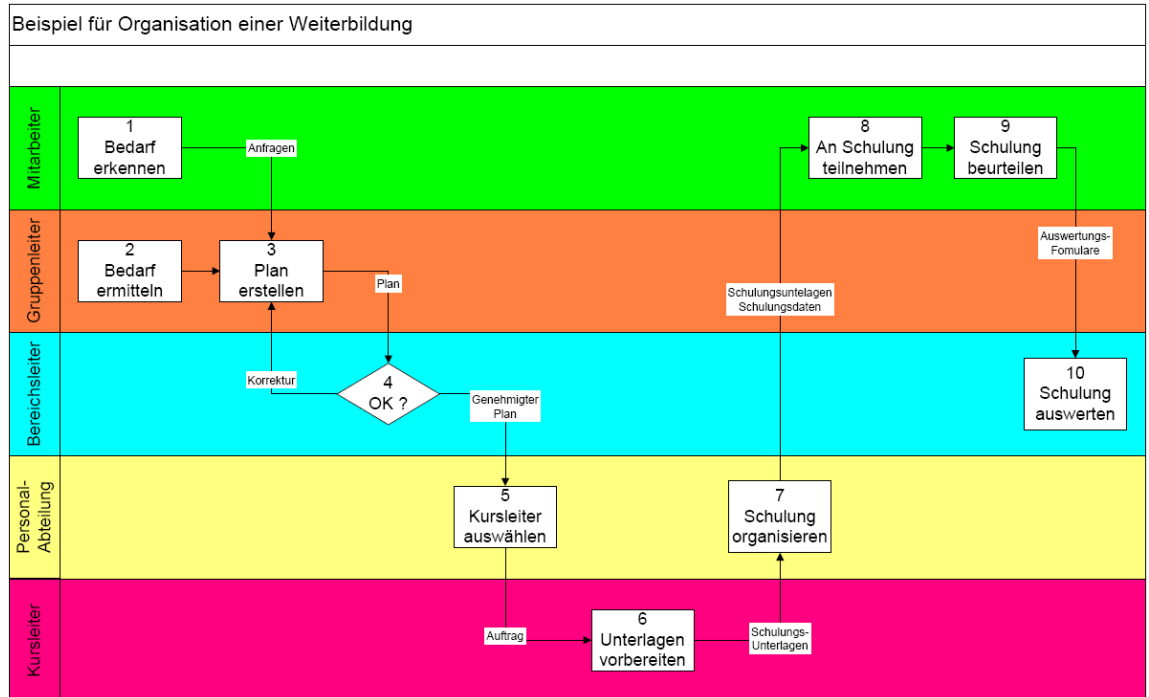 Beispiel für Organisation einer Weiterbildung
Mitarbeiter
1
Bedarf
erkennen
Anfragen
8
An Schulung
teilnehmen
9
Schulung
beurteilen
Gruppenleiter
2
Bedarf
ermitteln
3
Plan
erstellen
Plan
Schulungsuntelagen
Schulungsdaten
Auswertungs-
Fomulare
Bereichsleiter
Korrektur
4
OK ?
Genehmigter
Plan
10
Schulung
auswerten
Personal-
Abteilung
5
Kursleiter
auswählen
7
Schulung
organisieren
Kursleiter
Auftrag
6
Unterlagen
vorbereiten
Schulungs-
Unterlagen